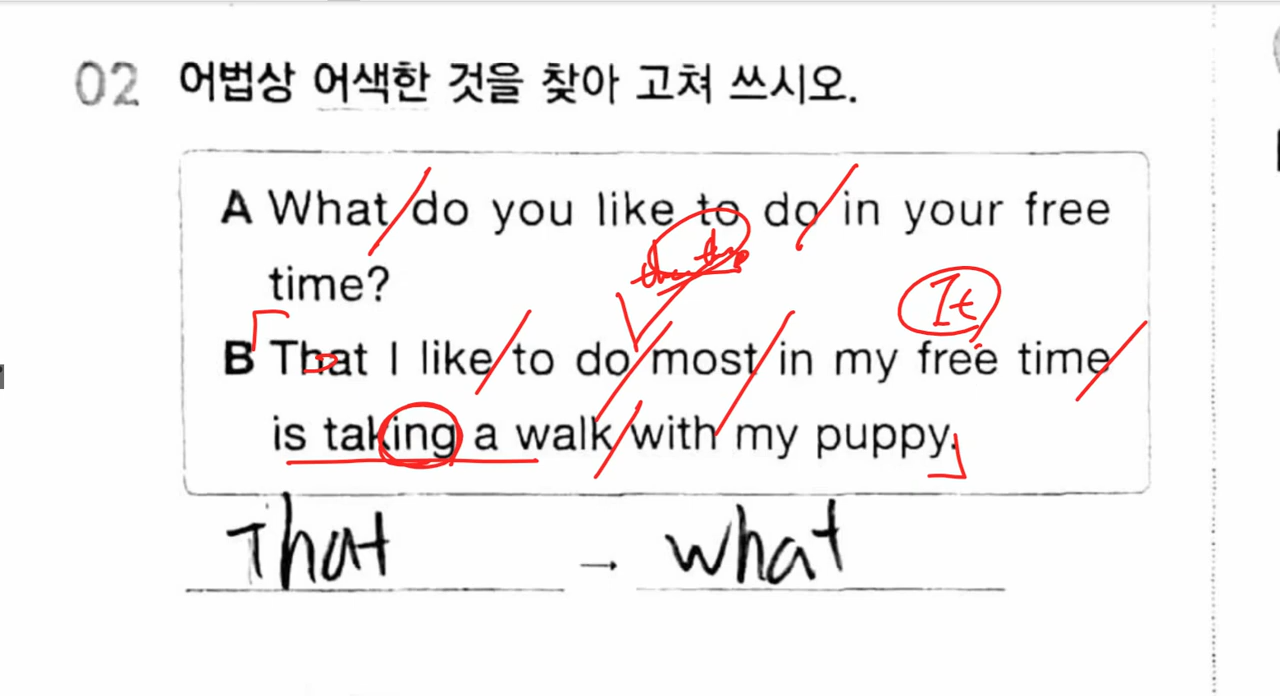 02 어법상 어색한 것을 찾아 고쳐 쓰시오.
A What do you like to do in your free
time?
It
B That I like to do most in my free time
is taking a walk with my puppy.
That → what